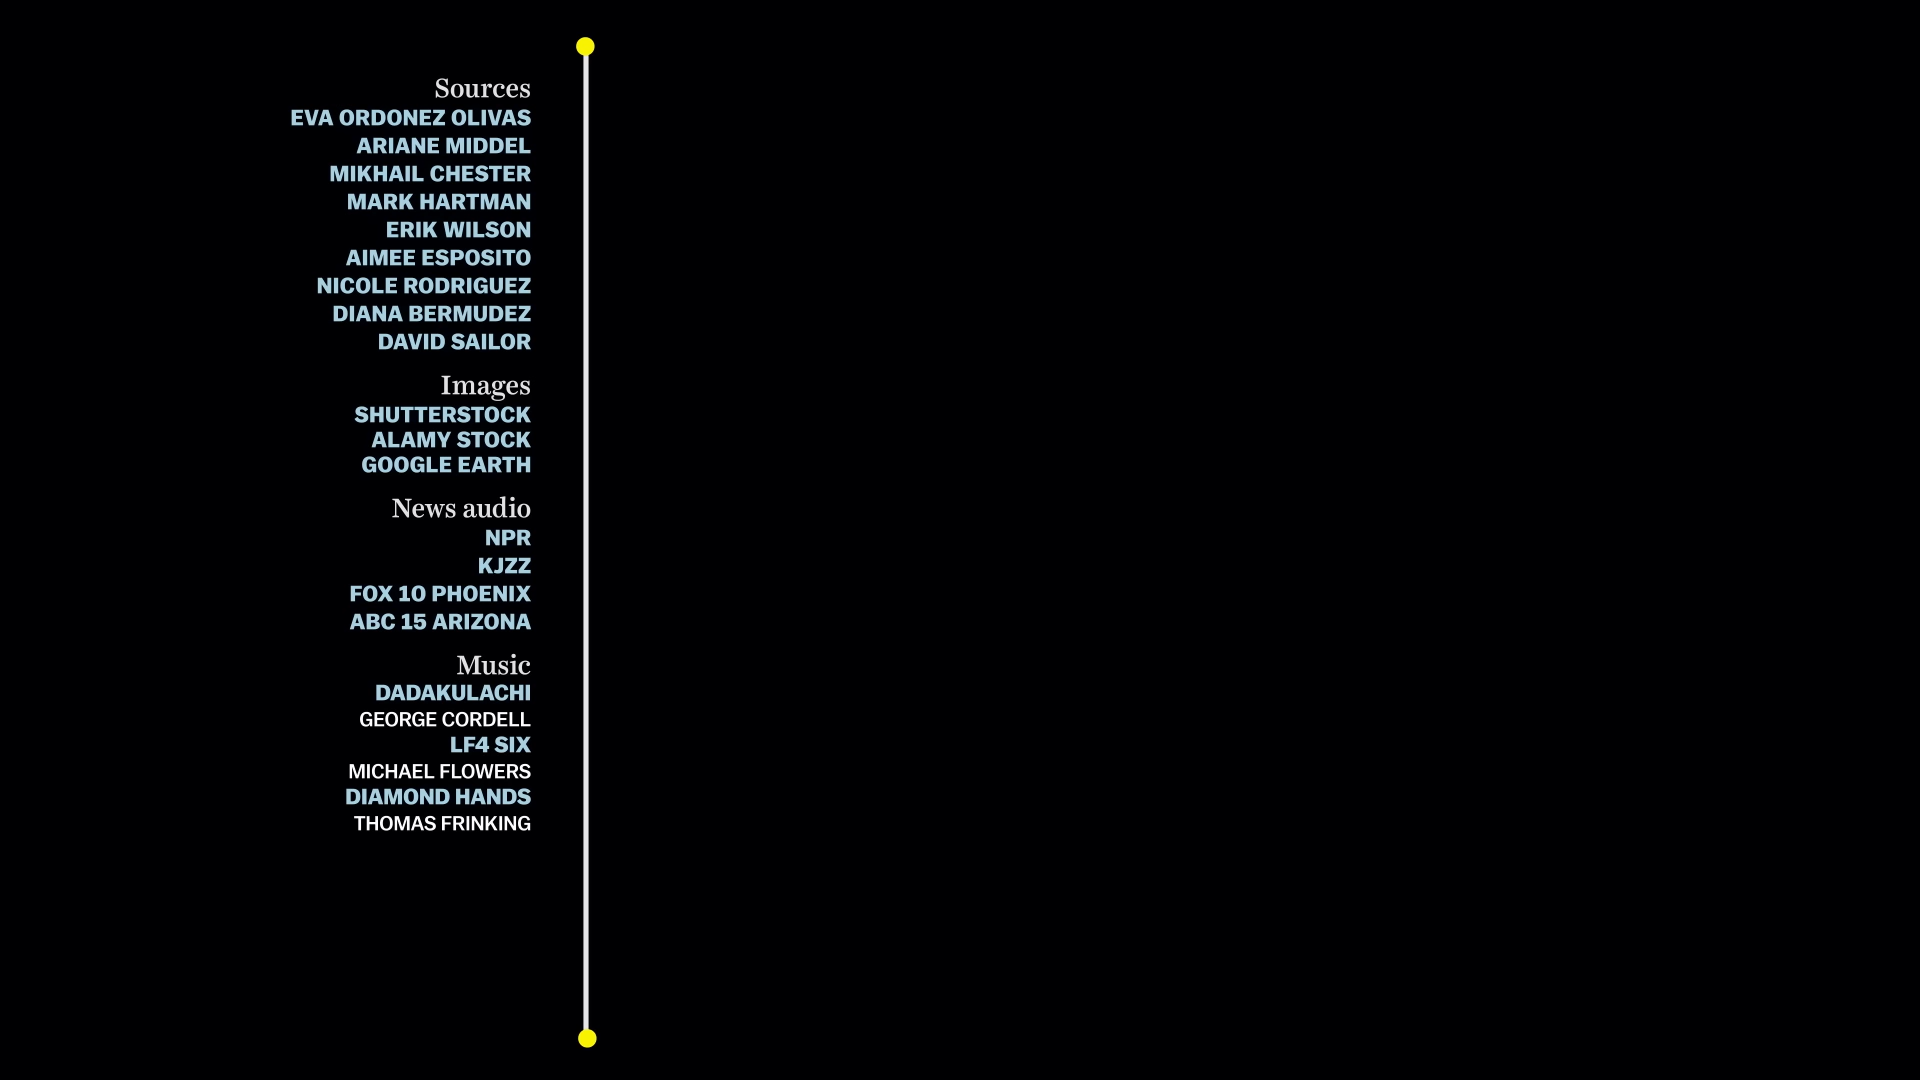 Sources
EVA ORDONEZ OLIVAS
ARIANE MIDDEL
MIKHAIL CHESTER
MARK HARTMAN
ERIK WILSON
AIMEE ESPOSITO
NICOLE RODRIGUEZ
DIANA BERMUDEZ
DAVID SAILOR
Images
SHUTTERSTOCK
ALAMY STOCK
GOOGLE EARTH
News audio
NPR
KJZZ
FOX 10 PHOENIX
ABC 15 ARIZONA
Music
DADAKULACHI
GEORGE CORDELL
LF4 SIX
MICHAEL FLOWERS
DIAMOND HANDS
THOMAS FRINKING